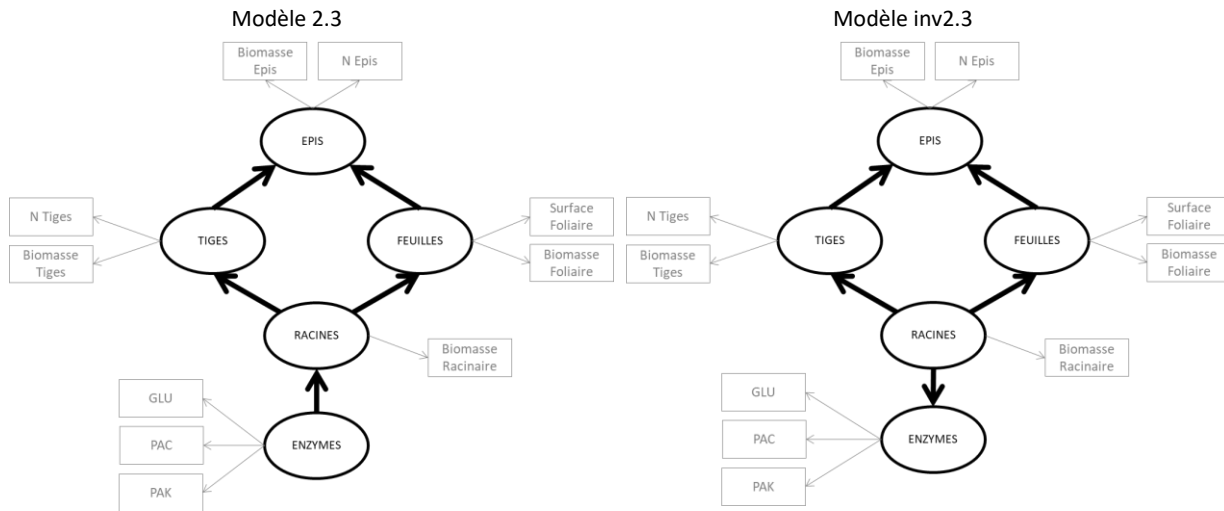 Modèle 2.3
Biomasse
Epis
N Epis
EPIS
N Tiges
Biomasse
Tiges
TIGES
FEUILLES
Surface
Foliaire
Biomasse
Foliaire
RACINES
Biomasse
Racinaire
GLU
PAC
PAK
ENZYMES
Modèle inv2.3
Biomasse
Epis
N Epis
EPIS
N Tiges
Biomasse
Tiges
TIGES
FEUILLES
Surface
Foliaire
Biomasse
Foliaire
RACINES
Biomasse
Racinaire
GLU
PAC
PAK
ENZYMES